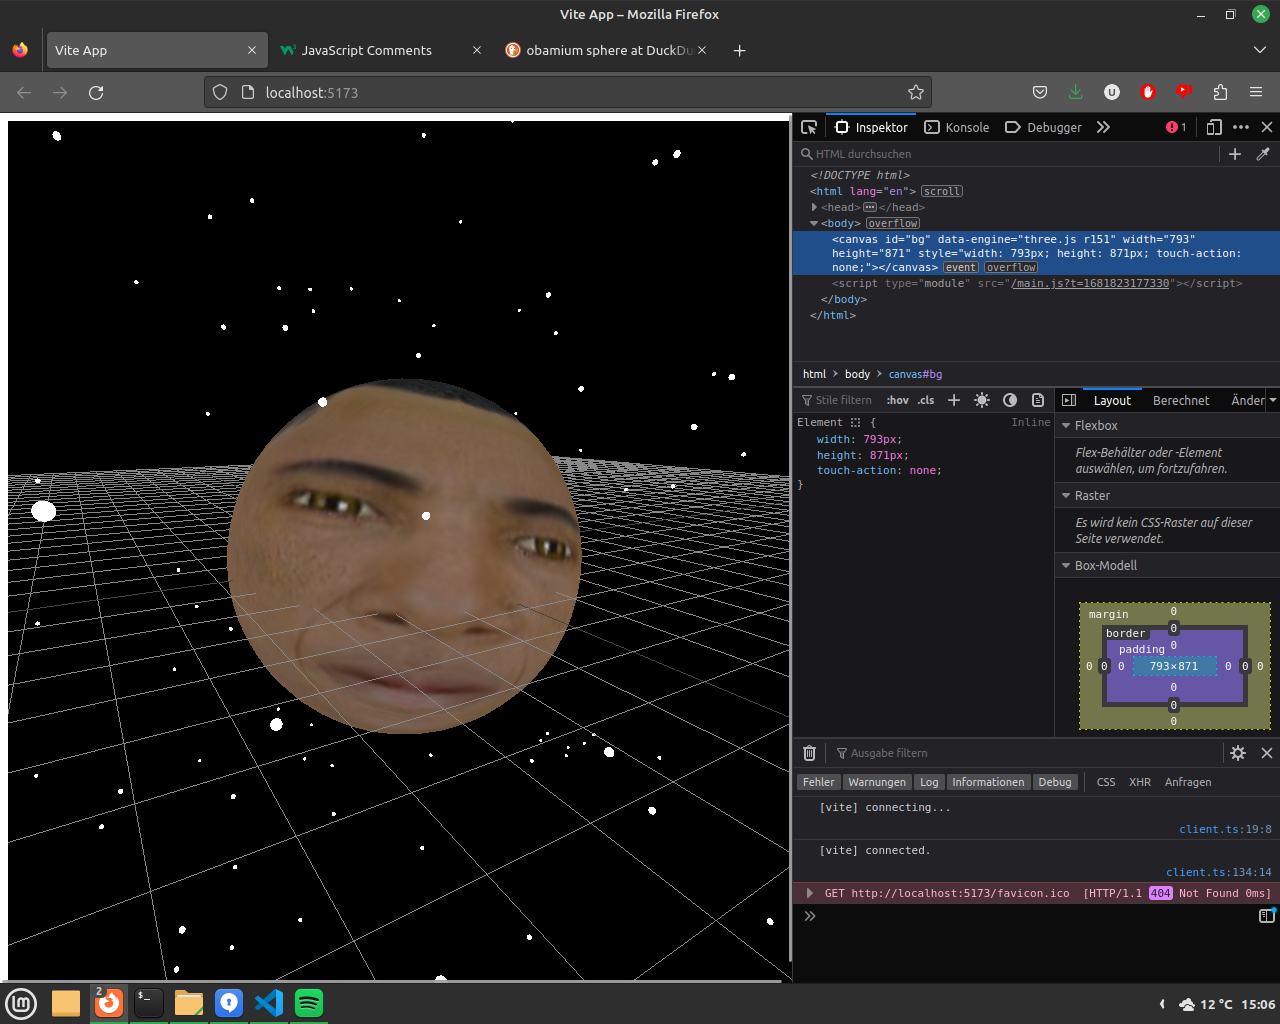 Vite App – Mozilla Firefox
Vite App
JavaScript Comments
obamium sphere at DuckDu
localhost:5173
Inspektor
Konsole
Debugger
1
HTML durchsuchen
<!DOCTYPE html>
<html lang="en"> scroll
<head> ••• </head>
<body> overflow
<canvas id="bg" data-engine="three.js r151" width="793"
height="871" style="width: 793px; height: 871px; touch-action:
none;"></canvas> event overflow
<script type="module" src="/main.js?t=1681823177330"></script>
</body>
</html>
html > body > canvas#bg
Stile filtern
:hov .cls
Layout
Berechnet
Änder
Element { Inline
width: 793px;
height: 871px;
touch-action: none;
}
Flexbox
Flex-Behälter oder -Element
auswählen, um fortzufahren.
Raster
Es wird kein CSS-Raster auf dieser
Seite verwendet.
Box-Modell
margin 0
border 0
padding 0
0 0 0 793×871 0 0 0
0
0
0
Ausgabe filtern
Fehler Warnungen Log Informationen Debug CSS XHR Anfragen
[vite] connecting...
client.ts:19:8
[vite] connected.
client.ts:134:14
GET http://localhost:5173/favicon.ico [HTTP/1.1 404 Not Found 0ms]
2
12 °C 15:06